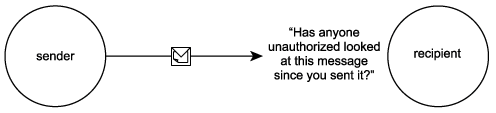 sender
“Has anyone
unauthorized looked
at this message
since you sent it?”
recipient